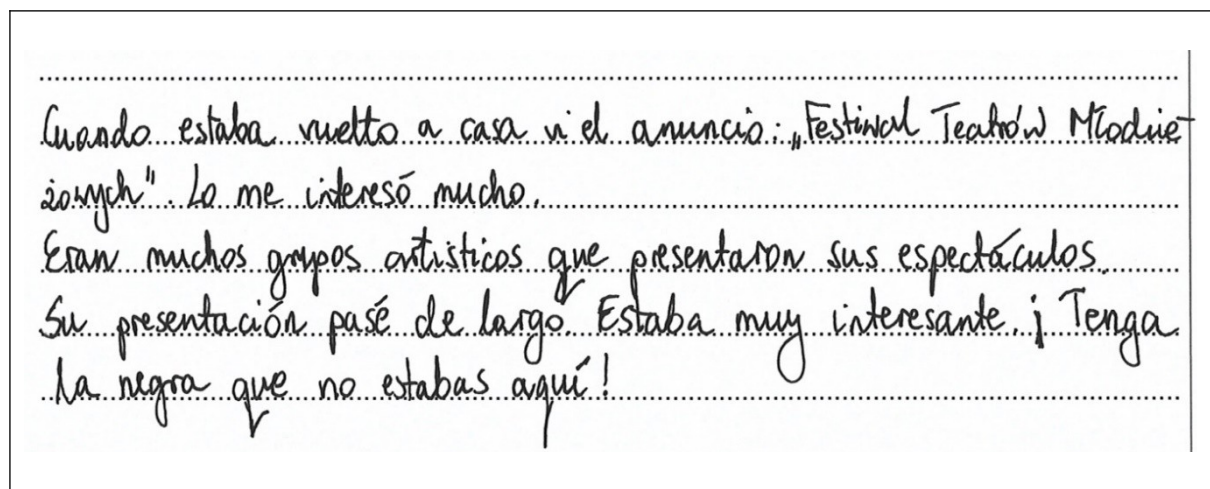 Cuando estaba vuelto a casa vi el anuncio: „Festiwal Teatrów Młodzie-
żowych". Lo me interesó mucho.
Eran muchos grupos artisticos que presentaron sus espectáculos.
Su presentación pasé de largo. Estaba muy interesante. ¡Tenga
la negra que no estabas aquí!